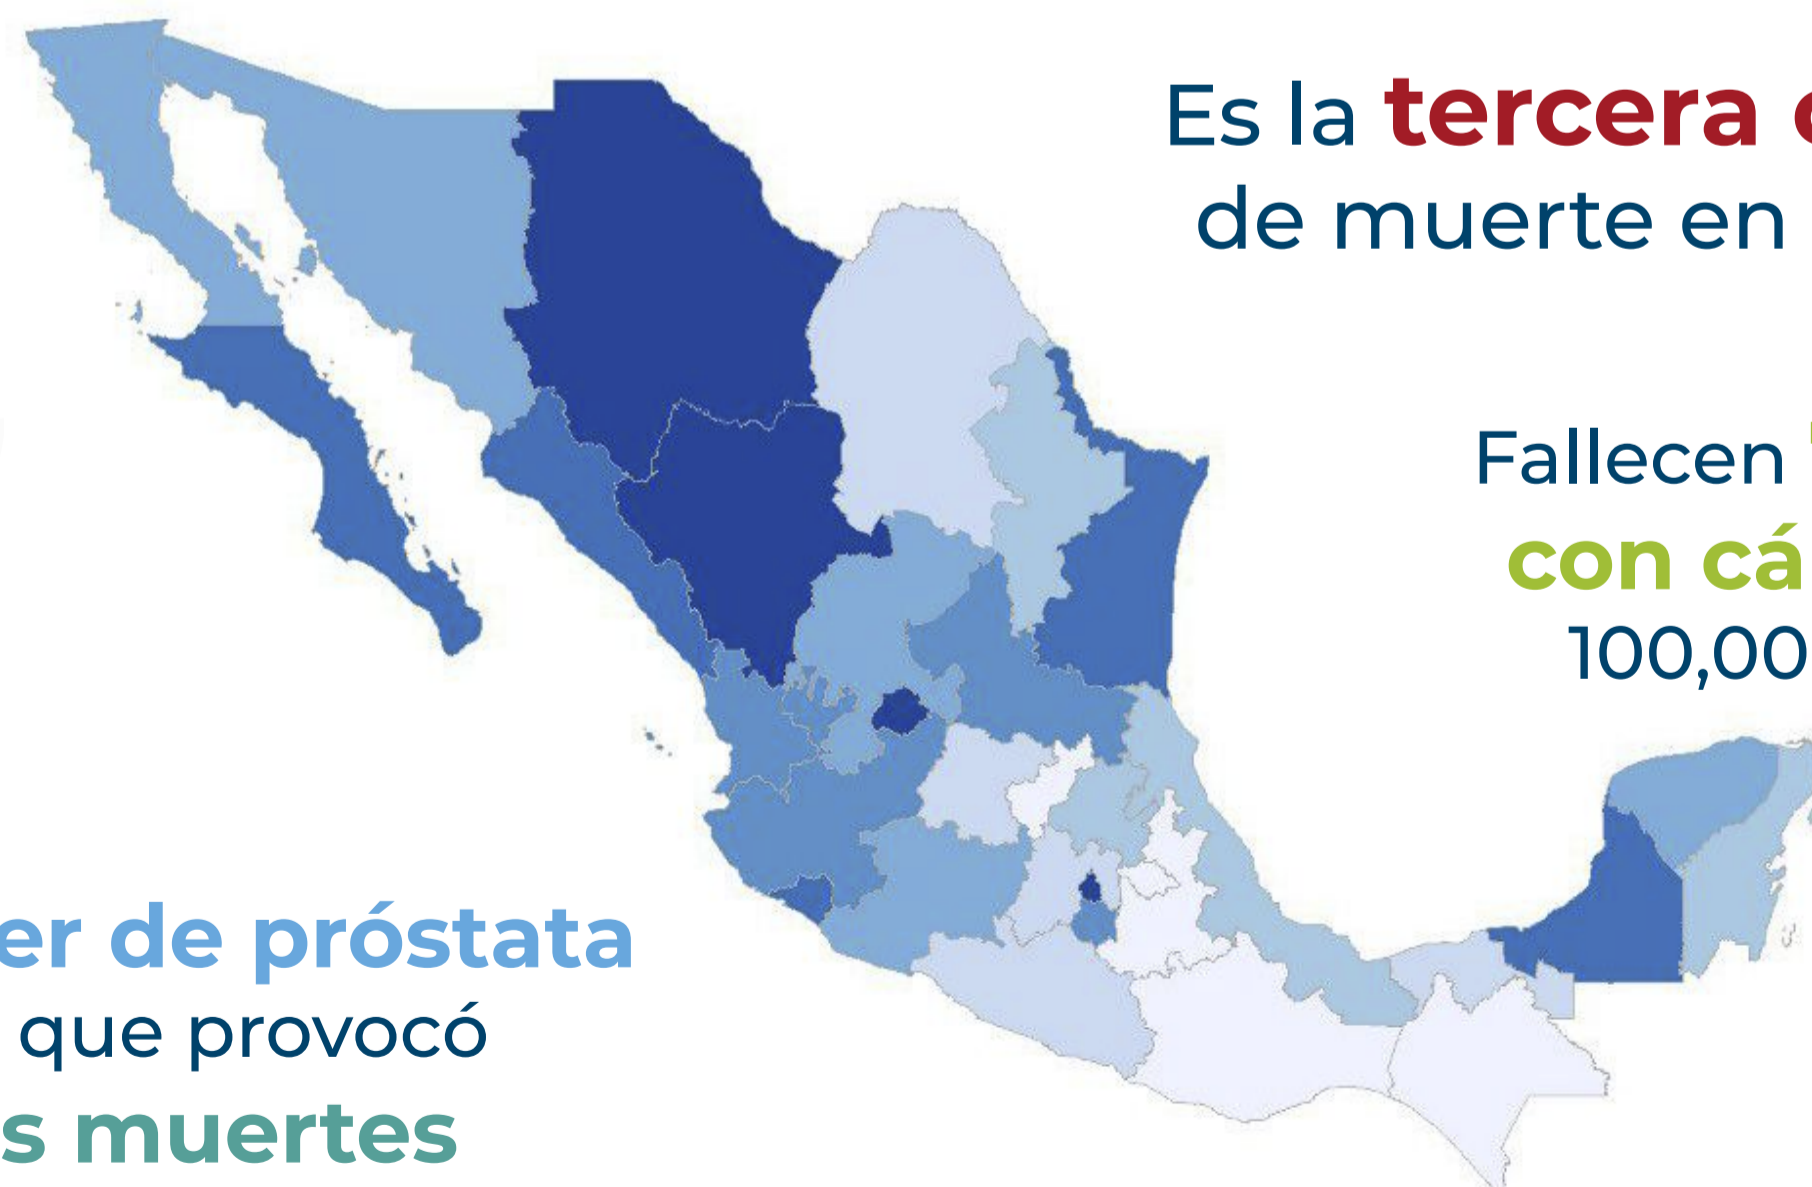 Es la tercera
de muerte en
Fallecen
con cá
100,00
er de próstata
que provocó
s muertes